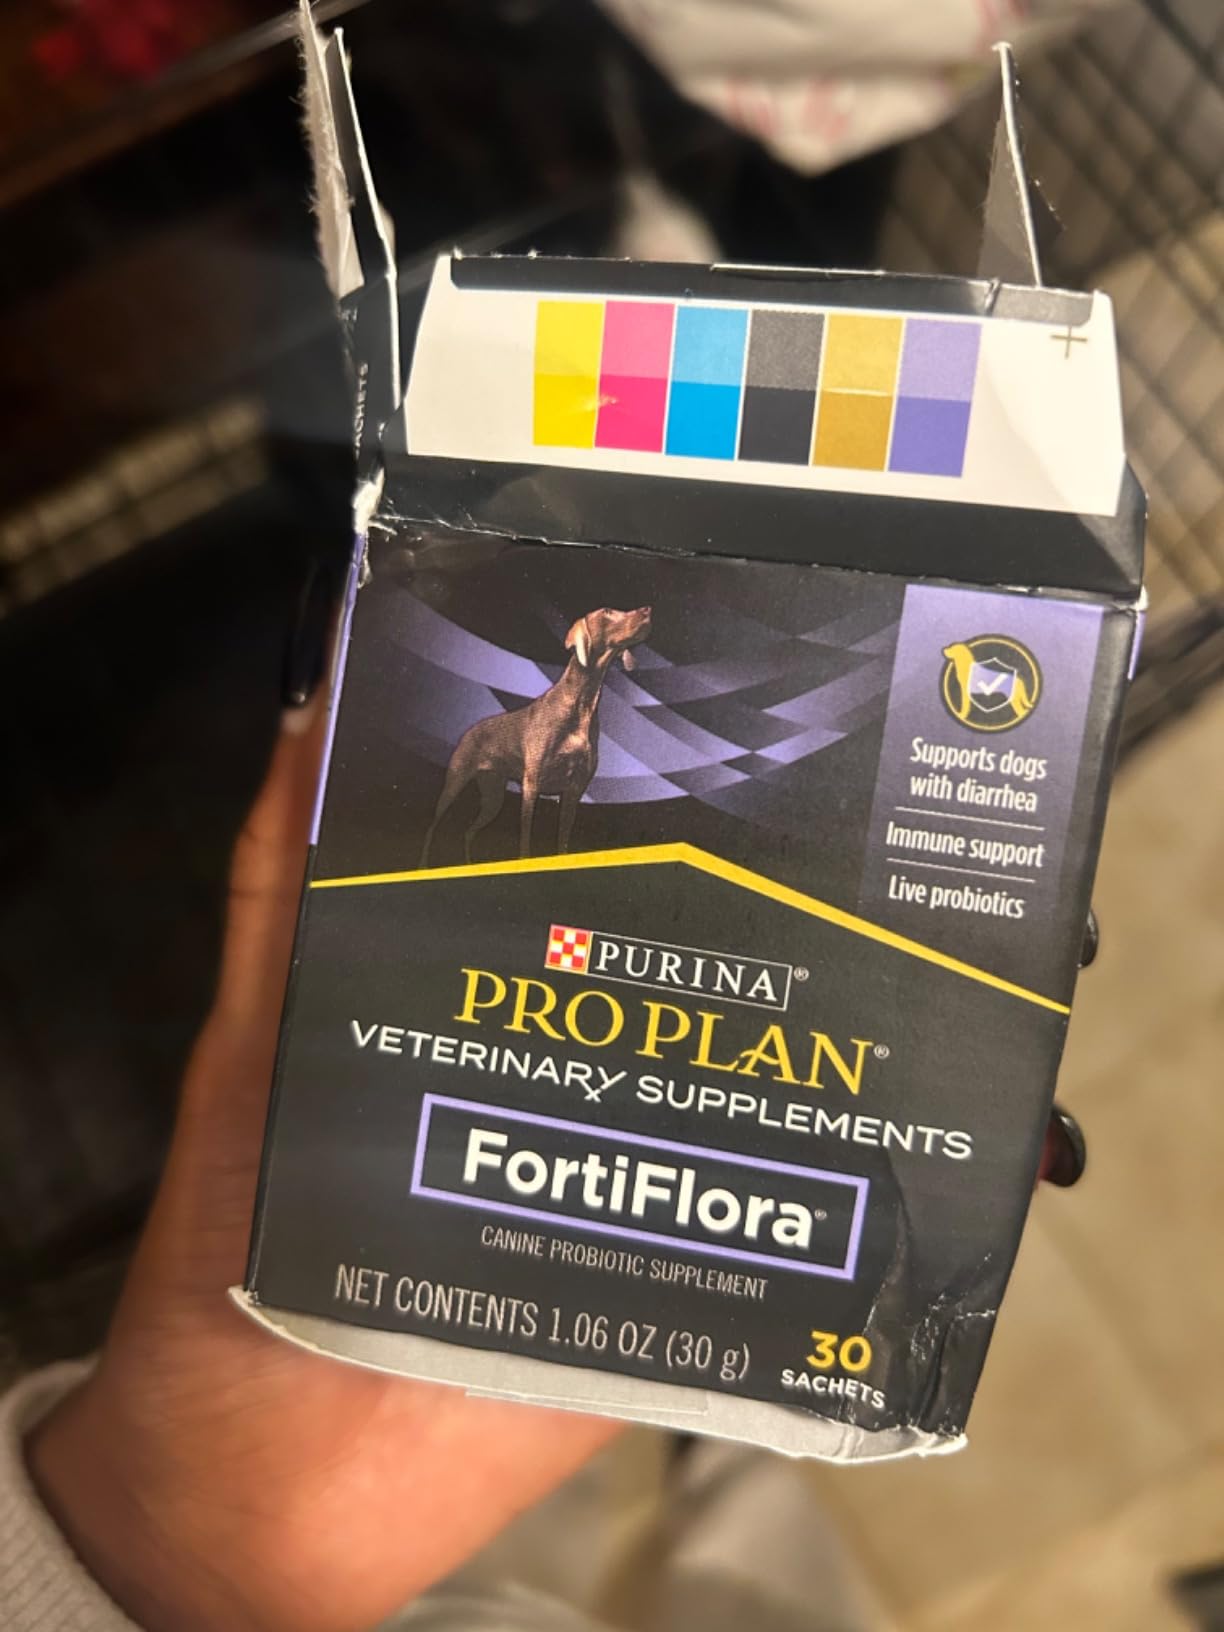 SACHETS
Supports dogs
with diarrhea
Immune support
Live probiotics
PURINA®
PRO PLAN®
VETERINARY SUPPLEMENTS
FortiFlora®
CANINE PROBIOTIC SUPPLEMENT
NET CONTENTS 1.06 OZ (30 g)
30
SACHETS